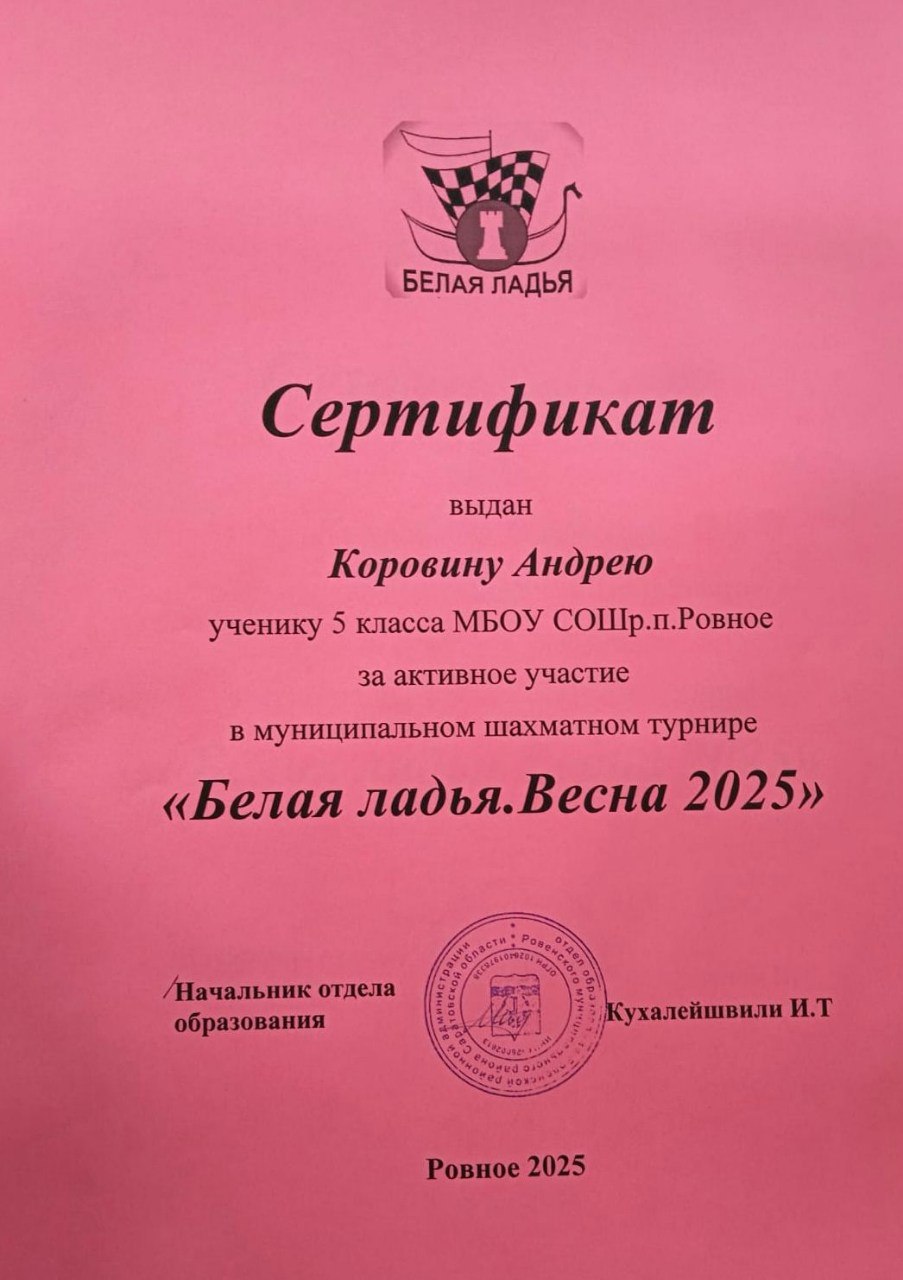 БЕЛАЯ ЛАДЬЯ
Сертификат
выдан
Коровину Андрею
ученику 5 класса МБОУ СОШр.п.Ровное
за активное участие
в муниципальном шахматном турнире
«Белая ладья.Весна 2025»
Начальник отдела
образования
Кухалейшвили И.Т
Ровное 2025